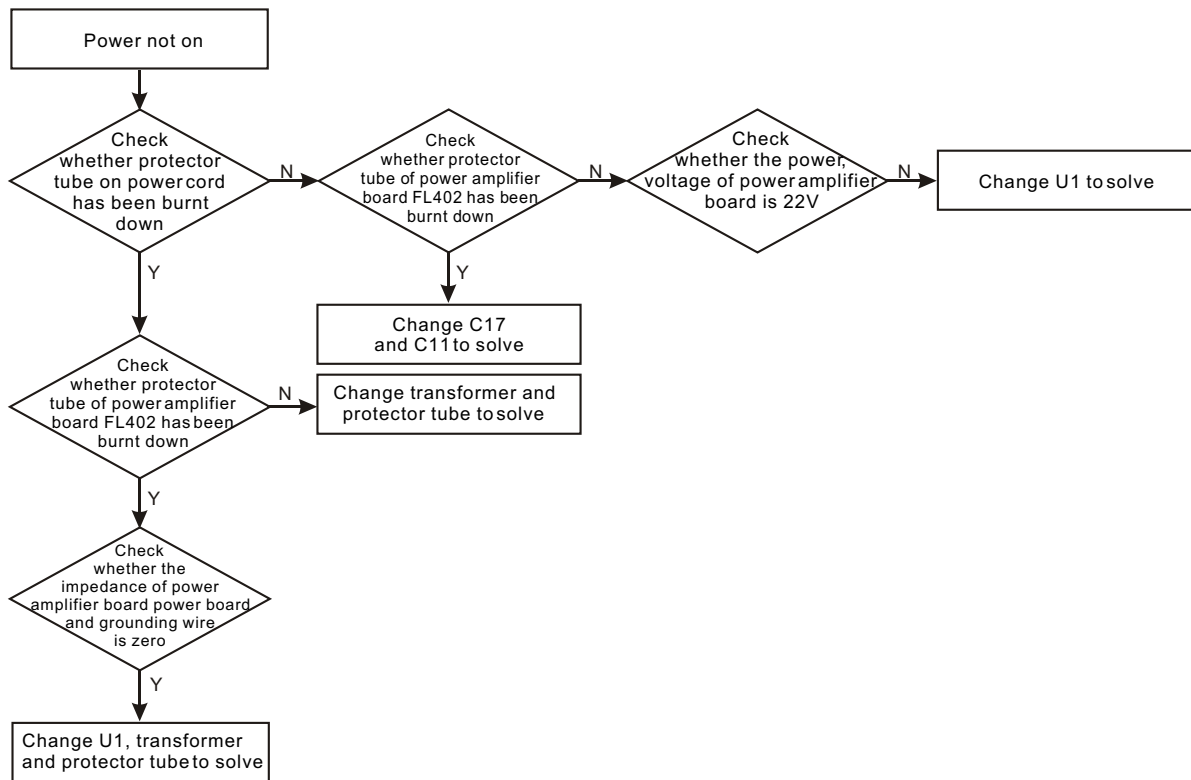 Power not on
Check
whether protector
tube on power cord
has been burnt
down
N
Check
whether protector
tube of power amplifier
board FL402 has been
burnt down
N
Check
whether the power,
voltage of power amplifier
board is 22V
N
Change U1 to solve
Y
Y
Change C17
and C11 to solve
Check
whether protector
tube of power amplifier
board FL402 has been
burnt down
N
Change transformer and
protector tube to solve
Y
Check
whether the
impedance of power
amplifier board power board
and grounding wire
is zero
Y
Change U1, transformer
and protector tube to solve